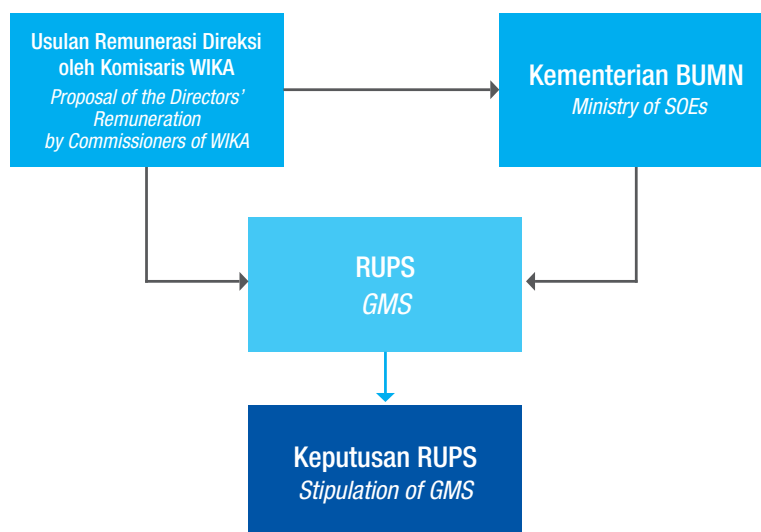 Usulan Remunerasi Direksi
oleh Komisaris WIKA
Proposal of the Directors'
Remuneration
by Commissioners of WIKA
Kementerian BUMN
Ministry of SOEs
RUPS
GMS
Keputusan RUPS
Stipulation of GMS